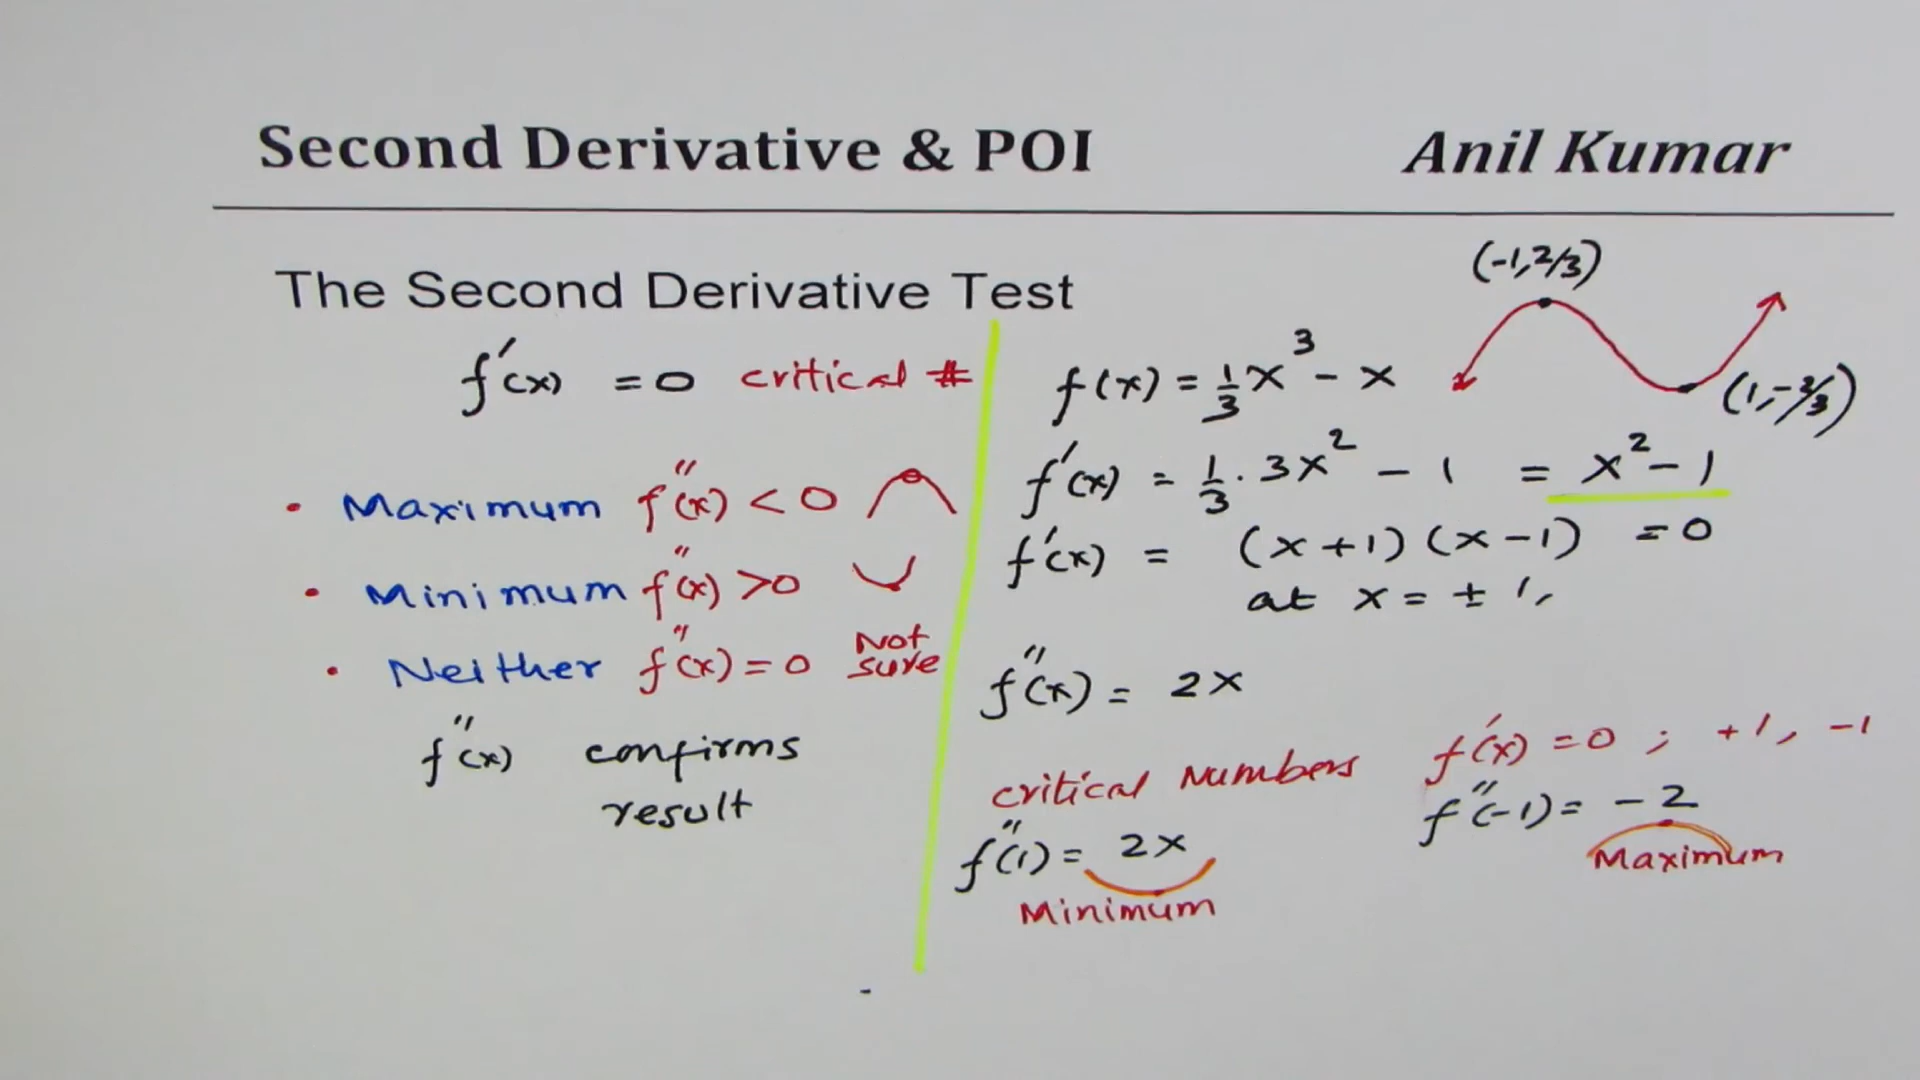 Second Derivative & POI
Anil Kumar
The Second Derivative Test
f'(x) = 0 critical #
• Maximum f''(x) < 0
• Minimum f''(x) > 0
• Neither f''(x) = 0 Not sure
f''(x) confirms
result
(-1, 2/3)
(1, -2/3)
f(x) = 1/3 x³ - x
f'(x) = 1/3 · 3x² - 1 = x² - 1
f'(x) = (x+1)(x-1) = 0
at x = ± 1,
f''(x) = 2x
critical numbers f'(x) = 0 ; +1, -1
f''(1) = 2x
Minimum
f''(-1) = -2
Maximum